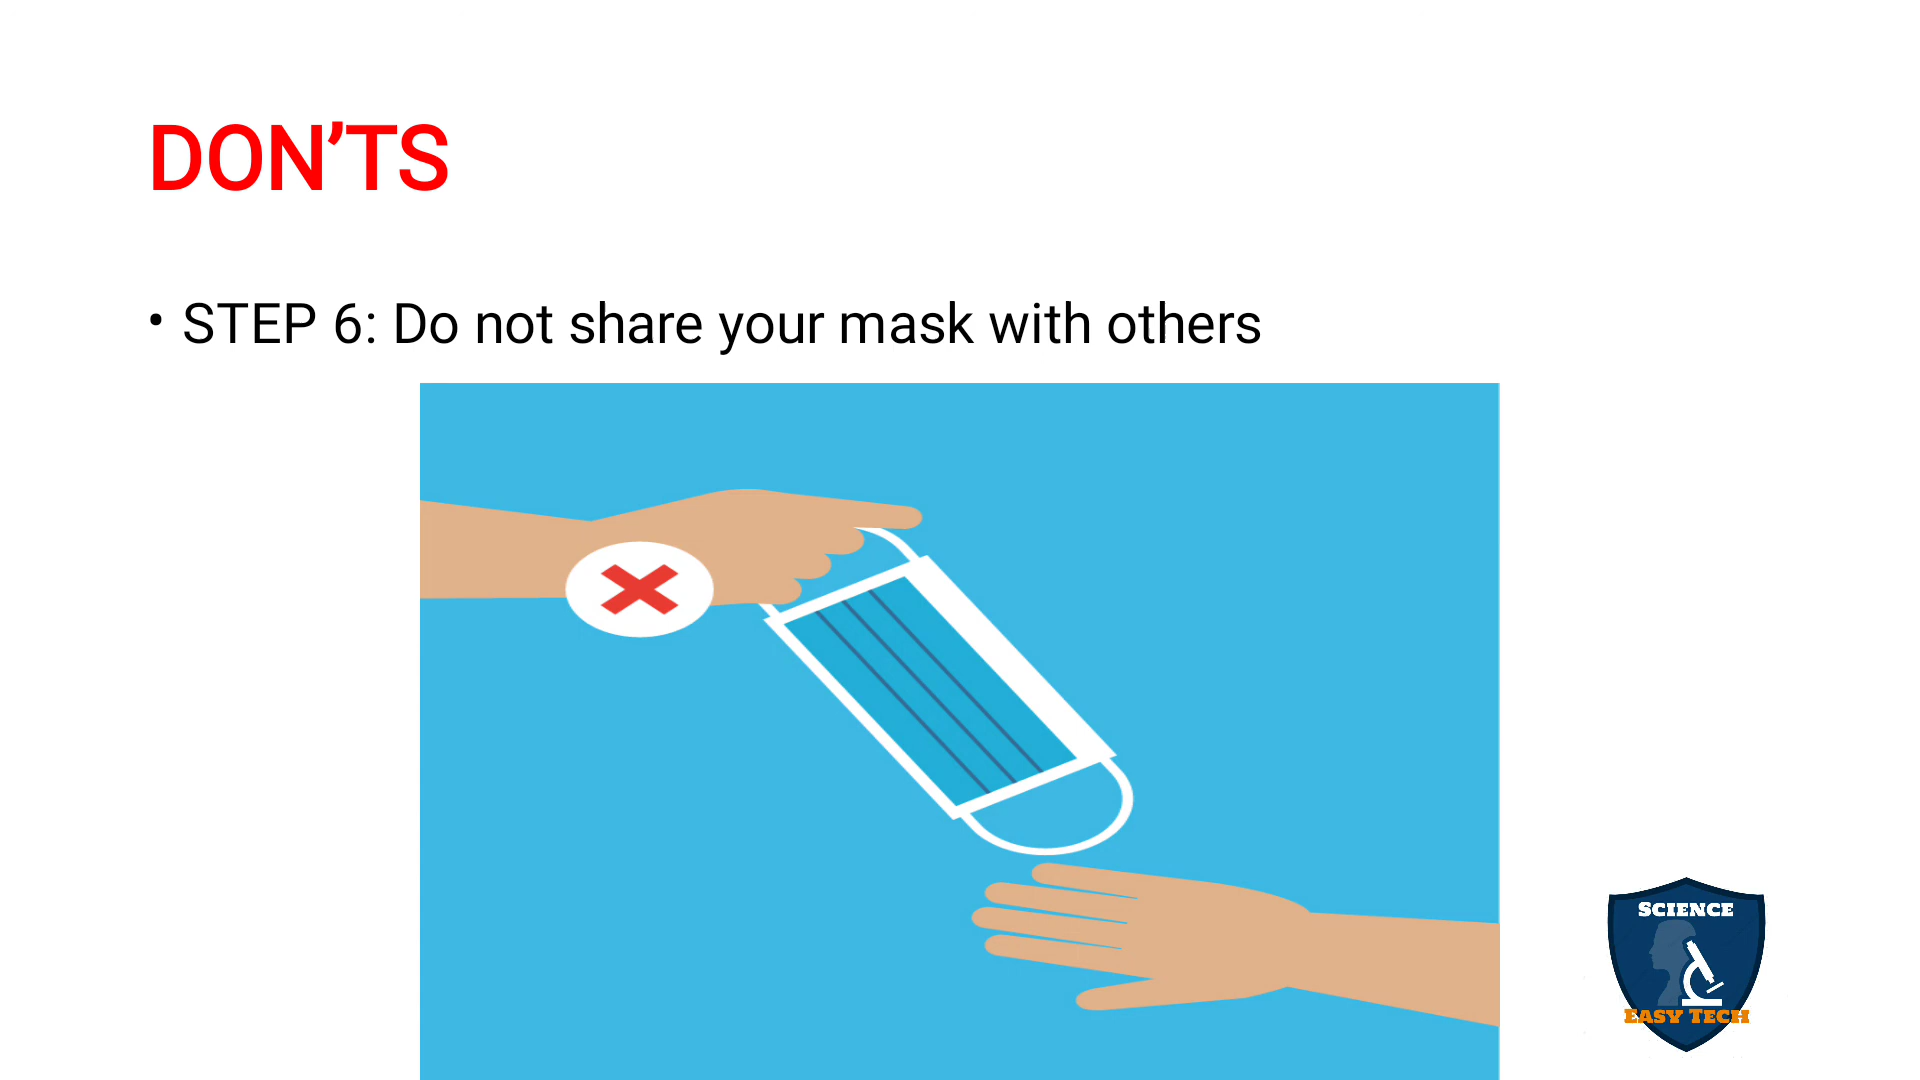 DON’TS
• STEP 6: Do not share your mask with others
SCIENCE
EASY TECH